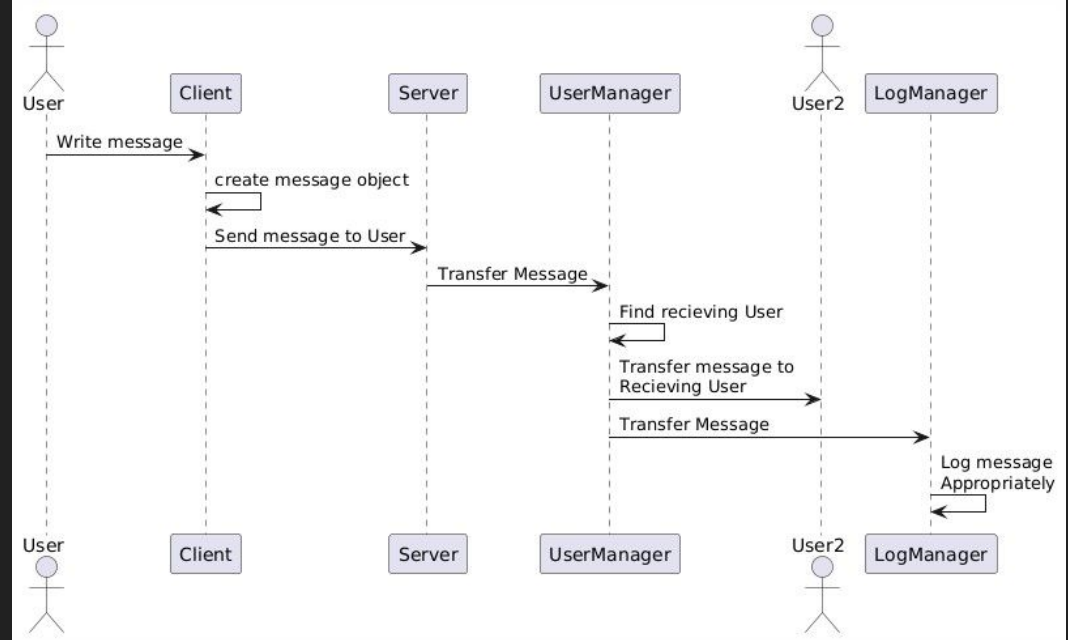 User
Client
Server
UserManager
User2
LogManager
Write message
create message object
Send message to User
Transfer Message
Find recieving User
Transfer message to
Recieving User
Transfer Message
Log message
Appropriately
User
Client
Server
UserManager
User2
LogManager